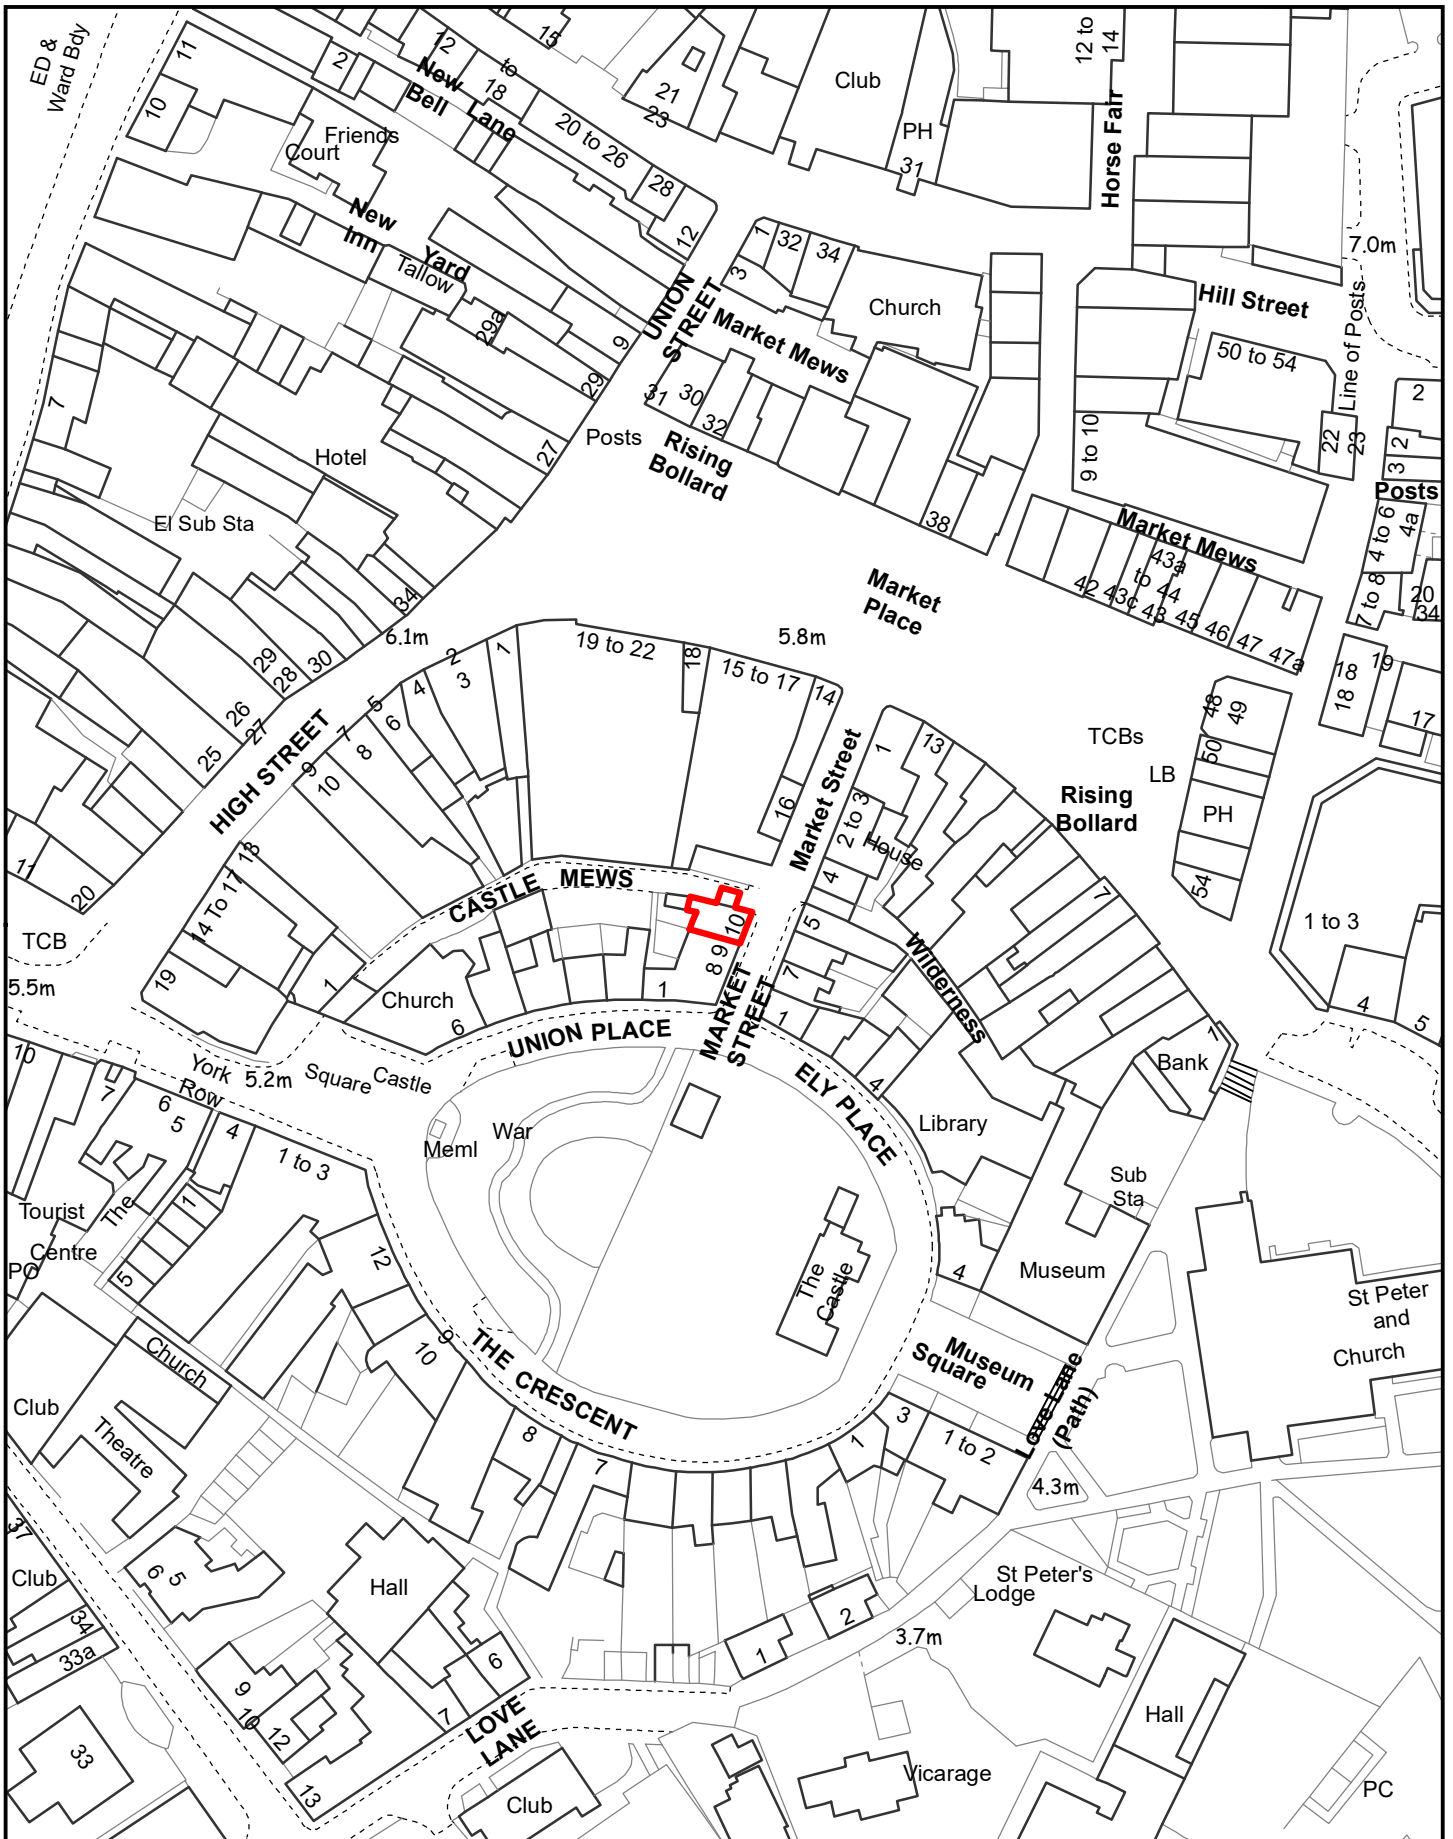 ED &
Ward Bdy
11
10
2
12
to
18
New
Bell
Lane
15
21
23
Club
PH
31
12 to
14
Horse Fair
20 to 26
28
12
Friends
Court
New
Inn
Yard
Tallow
29a
9
29
UNION
STREET
1
32
34
3
Church
Market Mews
7.0m
Hill Street
50 to 54
Line of Posts
2
22
23
2
3
Posts
4 to 6
4a
7
Hotel
27
Posts
31
30
32
Rising
Bollard
38
9 to 10
El Sub Sta
34
Market Mews
43a
to 44
42
43c
43
45
46
47
47a
7 to 8
20
34
Market
Place
6.1m
5.8m
29
28
30
26
27
25
2
3
1
4
5
6
7
8
9
10
19 to 22
18
15 to 17
14
16
HIGH STREET
Market Street
1
13
2 to 3
House
4
18
18
19
17
48
49
50
TCBs
LB
PH
Rising
Bollard
54
11
20
TCB
5.5m
18
14 To 17
19
1
CASTLE
MEWS
10
9
8
5
7
1
Wilderness
7
1 to 3
4
5
Church
6
1
UNION PLACE
MARKET
STREET
10
7
6
5
4
York
Row
5.2m
Square
Castle
1 to 3
War
Meml
ELY PLACE
4
Library
Bank
1
Sub
Sta
Tourist
The
Centre
PO
1
5
12
The
Castle
4
Museum
St Peter
and
Church
Church
Club
Theatre
9
10
THE
CRESCENT
Museum
Square
Love Lane
(Path)
3
1 to 2
1
8
7
4.3m
37
Club
34
33a
33
6
5
Hall
9
10
12
13
7
6
LOVE
LANE
Club
1
2
St Peter's
Lodge
3.7m
Vicarage
Hall
PC